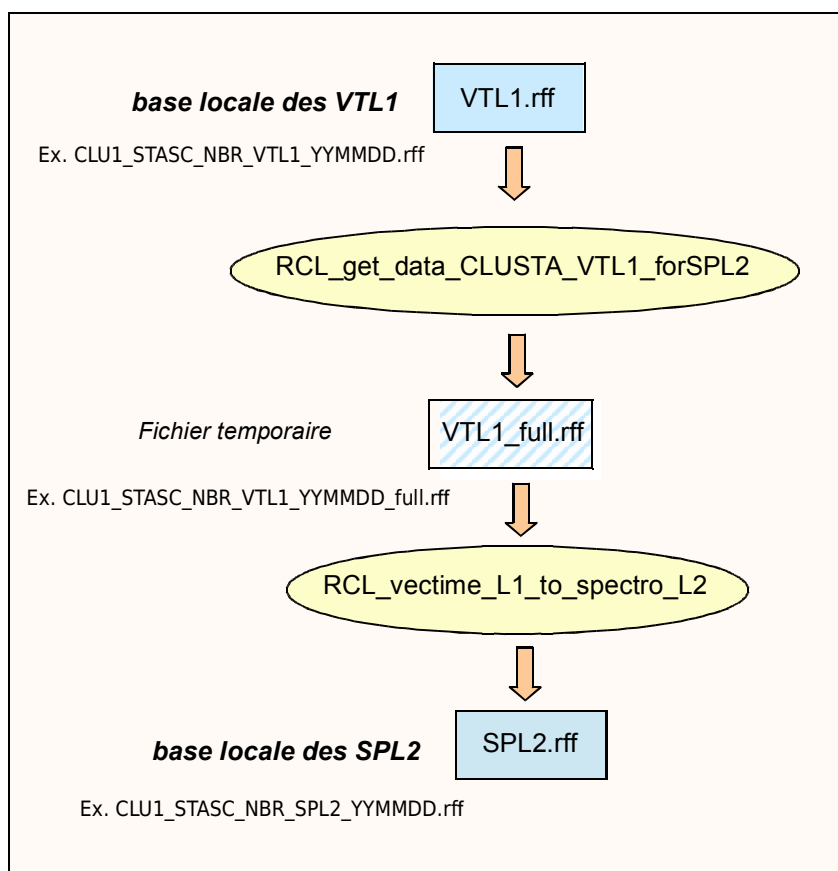 base locale des VTL1
VTL1.rff
Ex. CLU1_STASC_NBR_VTL1_YYMMDD.rff
RCL_get_data_CLUSTA_VTL1_forSPL2
Fichier temporaire
VTL1_full.rff
Ex. CLU1_STASC_NBR_VTL1_YYMMDD_full.rff
RCL_vectime_L1_to_spectro_L2
base locale des SPL2
SPL2.rff
Ex. CLU1_STASC_NBR_SPL2_YYMMDD.rff